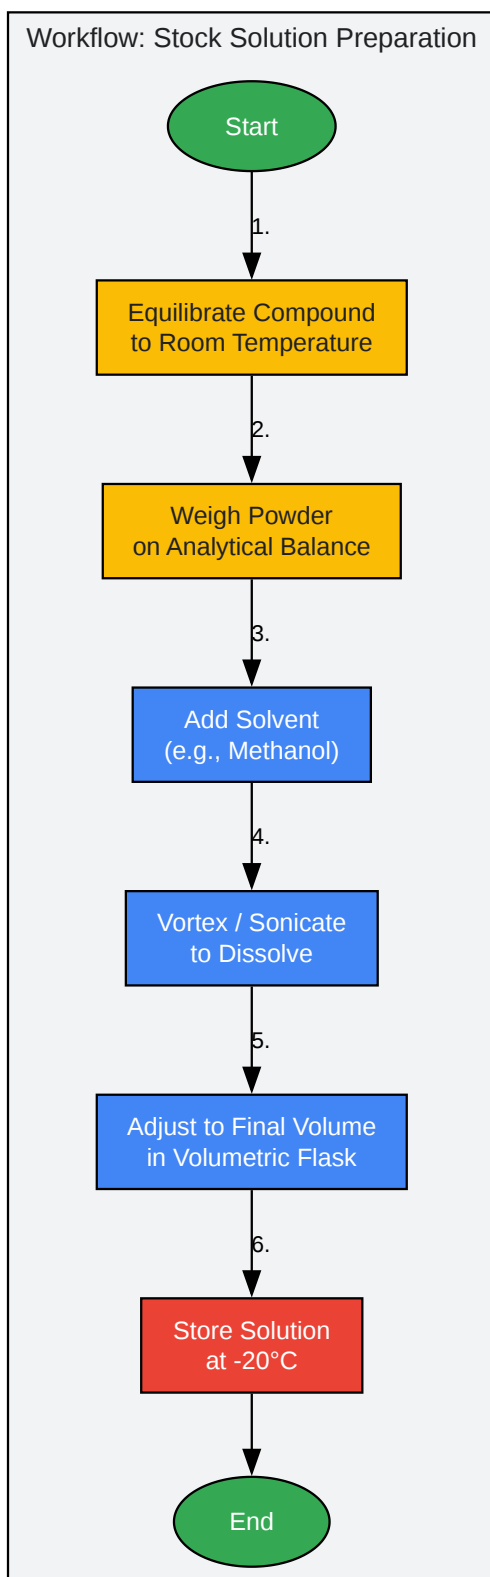 Workflow: Stock Solution Preparation
Start
1.
Equilibrate Compound
to Room Temperature
2.
Weigh Powder
on Analytical Balance
3.
Add Solvent
(e.g., Methanol)
4.
Vortex / Sonicate
to Dissolve
5.
Adjust to Final Volume
in Volumetric Flask
6.
Store Solution
at -20°C
End